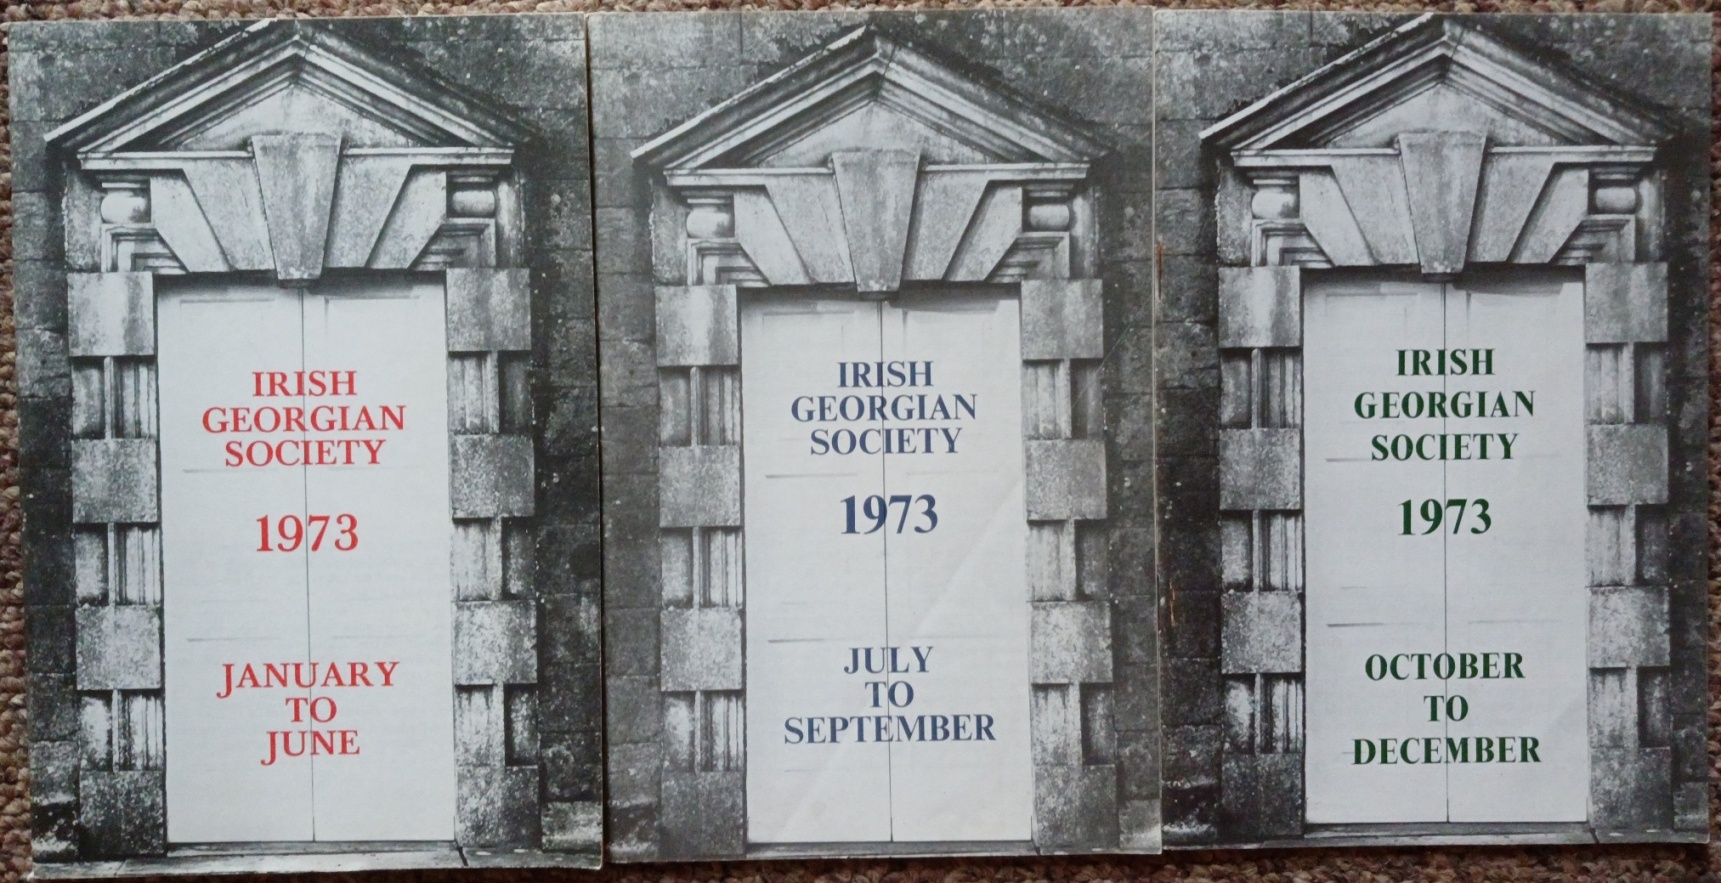 IRISH
GEORGIAN
SOCIETY
1973
JANUARY
TO
JUNE
IRISH
GEORGIAN
SOCIETY
1973
JULY
TO
SEPTEMBER
IRISH
GEORGIAN
SOCIETY
1973
OCTOBER
TO
DECEMBER